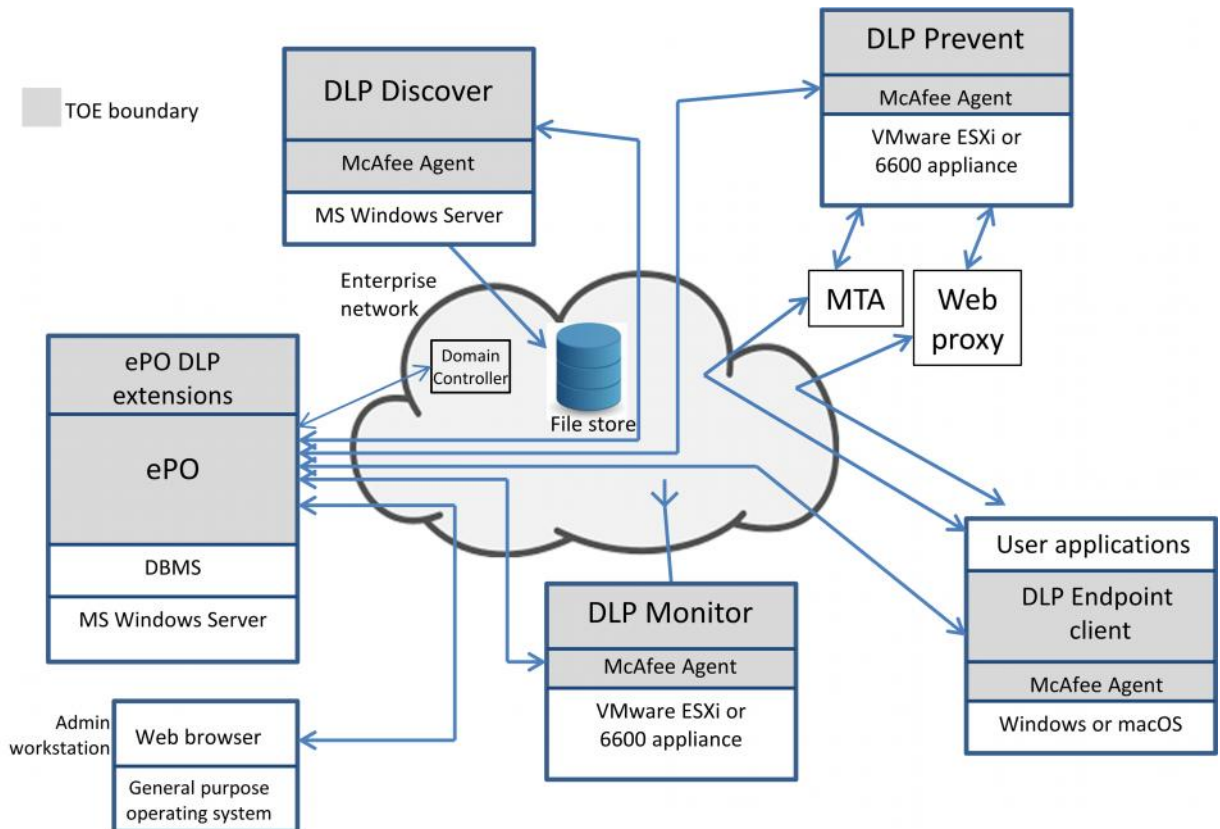 TOE boundary
DLP Discover
McAfee Agent
MS Windows Server
DLP Prevent
McAfee Agent
VMware ESXi or
6600 appliance
MTA
Web
proxy
Enterprise
network
Domain
Controller
File store
ePO DLP
extensions
ePO
DBMS
MS Windows Server
User applications
DLP Endpoint
client
McAfee Agent
Windows or macOS
DLP Monitor
McAfee Agent
VMware ESXi or
6600 appliance
Admin
workstation
Web browser
General purpose
operating system